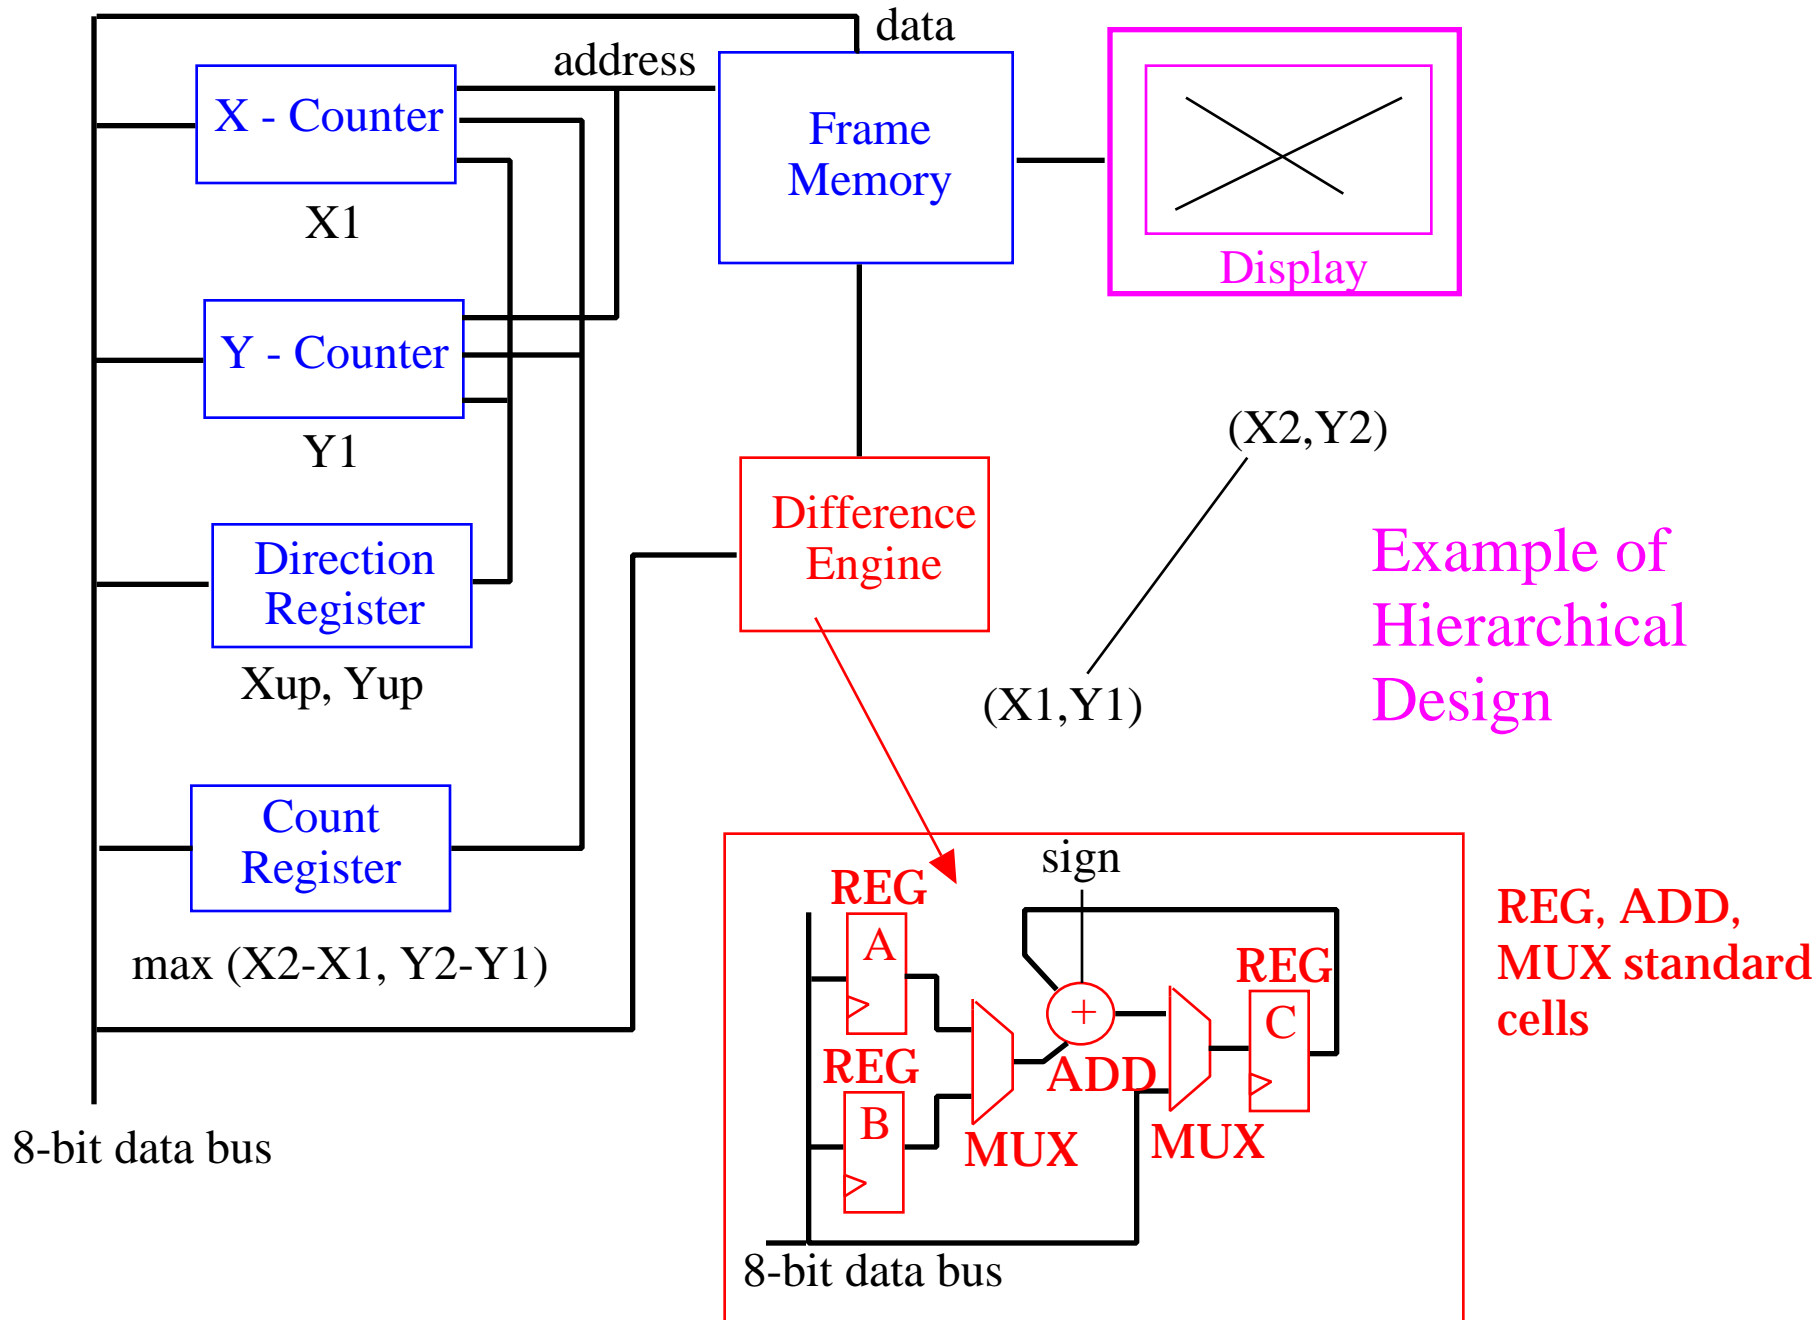 data
address
X - Counter
X1
Frame
Memory
Display
Y - Counter
Y1
Direction
Register
Xup, Yup
Difference
Engine
(X2,Y2)
(X1,Y1)
Example of
Hierarchical
Design
Count
Register
max (X2-X1, Y2-Y1)
8-bit data bus
sign
REG
A
REG
B
MUX
+
ADD
MUX
REG
C
8-bit data bus
REG, ADD,
MUX standard
cells